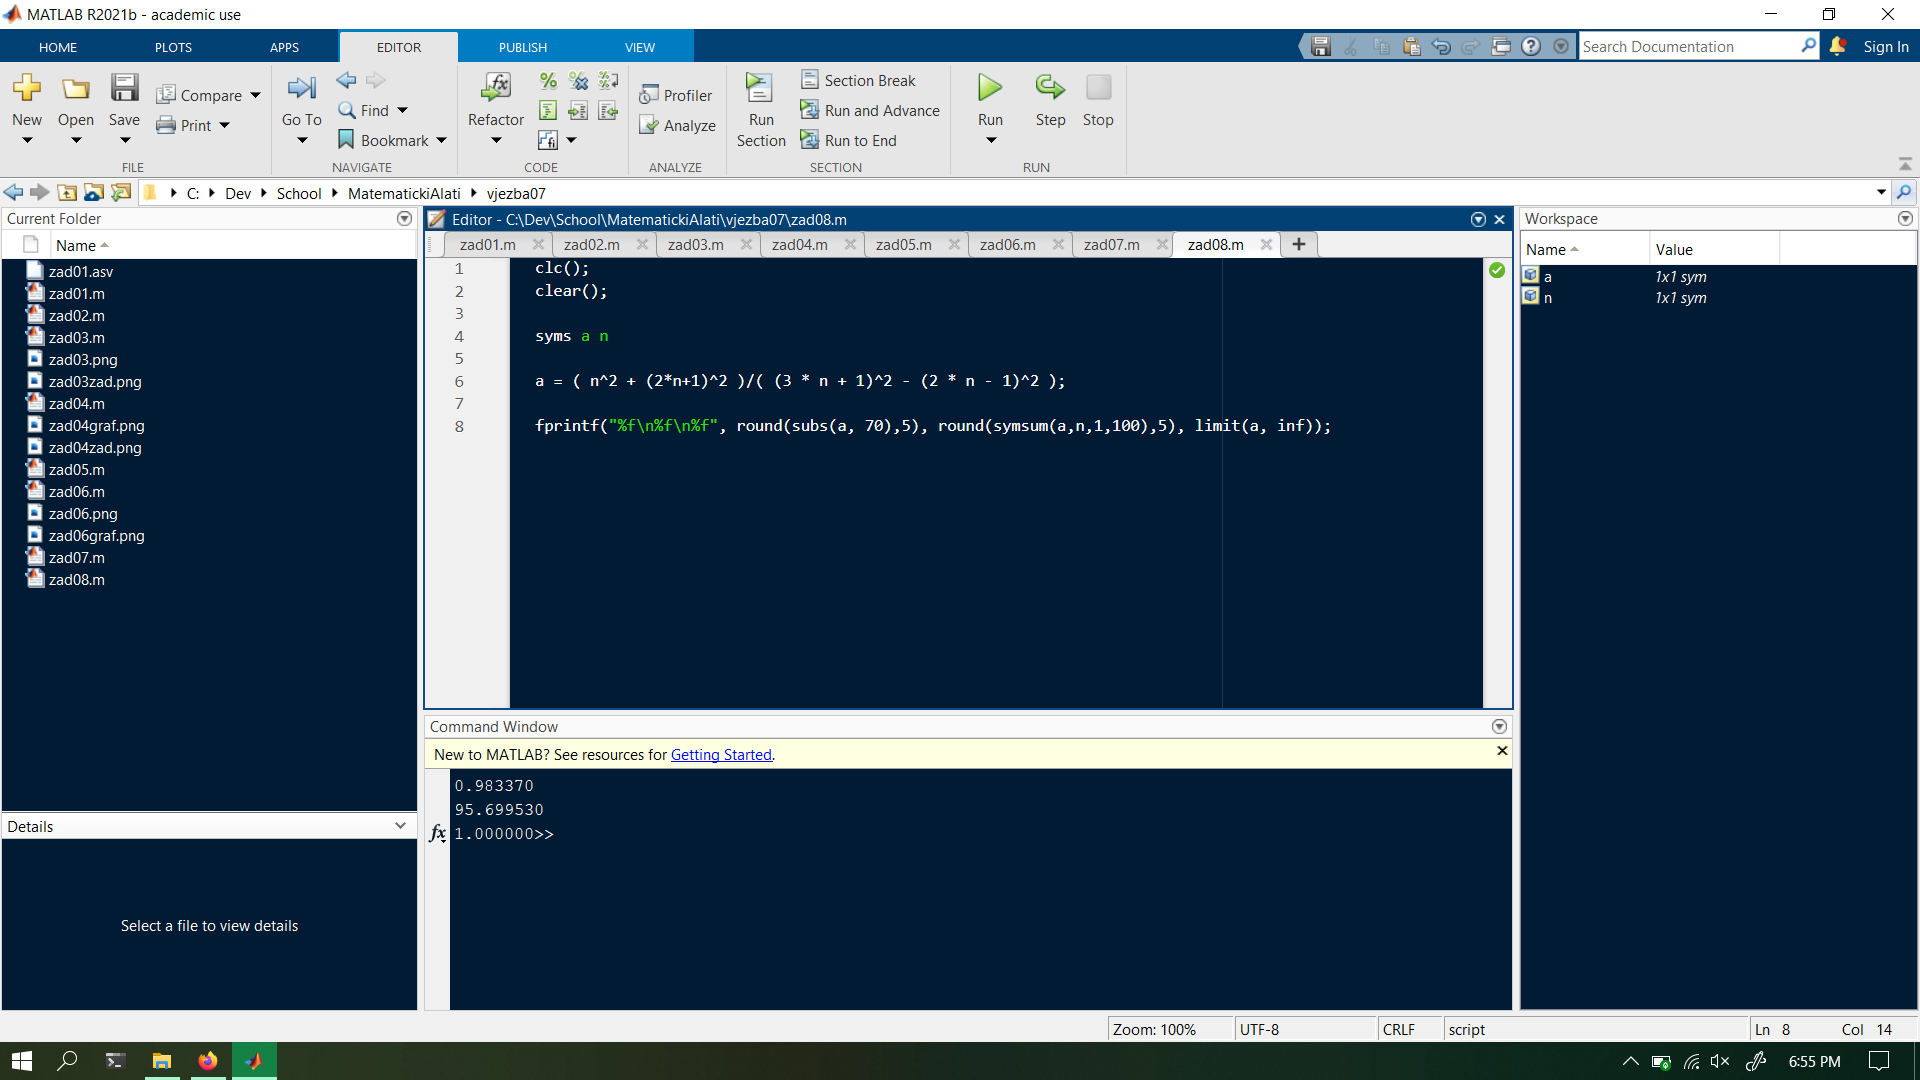 MATLAB R2021b - academic use
HOME PLOTS APPS EDITOR PUBLISH VIEW Search Documentation Sign In
New Open Save Compare Print Go To Find Bookmark Refactor Profiler Analyze Run Section Section Break Run and Advance Run to End Run Step Stop
FILE NAVIGATE CODE ANALYZE SECTION RUN
C: Dev School MatematickiAlati vjezba07
Current Folder
Name
zad01.asv
zad01.m
zad02.m
zad03.m
zad03.png
zad03zad.png
zad04.m
zad04graf.png
zad04zad.png
zad05.m
zad06.m
zad06.png
zad06graf.png
zad07.m
zad08.m
Details
Select a file to view details
Editor - C:\Dev\School\MatematickiAlati\vjezba07\zad08.m
zad01.m zad02.m zad03.m zad04.m zad05.m zad06.m zad07.m zad08.m
1 clc();
2 clear();
3
4 syms a n
5
6 a = ( n^2 + (2*n+1)^2 )/( (3 * n + 1)^2 - (2 * n - 1)^2 );
7
8 fprintf("%f\n%f\n%f", round(subs(a, 70),5), round(symsum(a,n,1,100),5), limit(a, inf));
Command Window
New to MATLAB? See resources for Getting Started.
0.983370
95.699530
fx 1.000000>>
Workspace
Name Value
a 1x1 sym
n 1x1 sym
Zoom: 100% UTF-8 CRLF script Ln 8 Col 14
6:55 PM